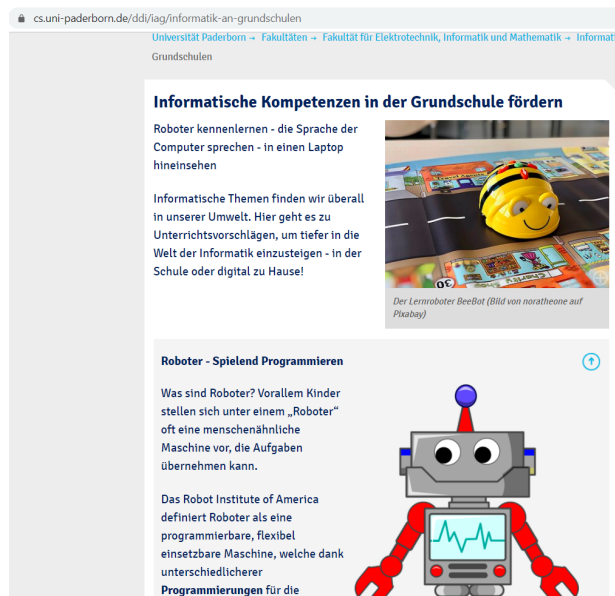 cs.uni-paderborn.de/ddi/iag/informatik-an-grundschulen
Universität Paderborn → Fakultäten → Fakultät für Elektrotechnik, Informatik und Mathematik → Informat
Grundschulen
Informatische Kompetenzen in der Grundschule fördern
Roboter kennenlernen - die Sprache der
Computer sprechen - in einen Laptop
hineinsehen
Informatische Themen finden wir überall
in unserer Umwelt. Hier geht es zu
Unterrichtsvorschlägen, um tiefer in die
Welt der Informatik einzusteigen - in der
Schule oder digital zu Hause!
Charity
30
Der Lernroboter BeeBot (Bild von noratheone auf
Pixabay)
Roboter - Spielend Programmieren
Was sind Roboter? Vorallem Kinder
stellen sich unter einem „Roboter“
oft eine menschenähnliche
Maschine vor, die Aufgaben
übernehmen kann.
Das Robot Institute of America
definiert Roboter als eine
programmierbare, flexibel
einsetzbare Maschine, welche dank
unterschiedlicherer
Programmierungen für die